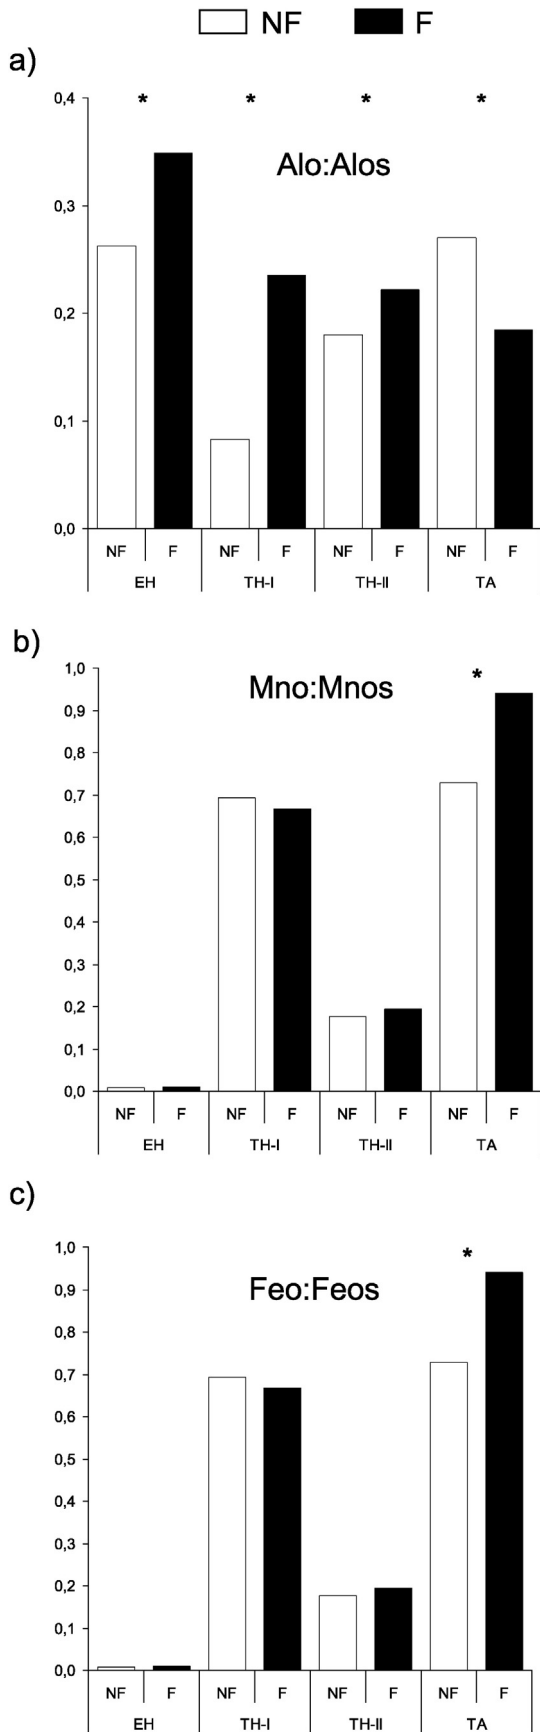 NF F
a)
* * * *
Alo:Alos
0,4
0,3
0,2
0,1
0,0
NF F NF F NF F NF F
EH TH-I TH-II TA
b)
*
Mno:Mnos
1,0
0,9
0,8
0,7
0,6
0,5
0,4
0,3
0,2
0,1
0,0
NF F NF F NF F NF F
EH TH-I TH-II TA
c)
*
Feo:Feos
1,0
0,9
0,8
0,7
0,6
0,5
0,4
0,3
0,2
0,1
0,0
NF F NF F NF F NF F
EH TH-I TH-II TA